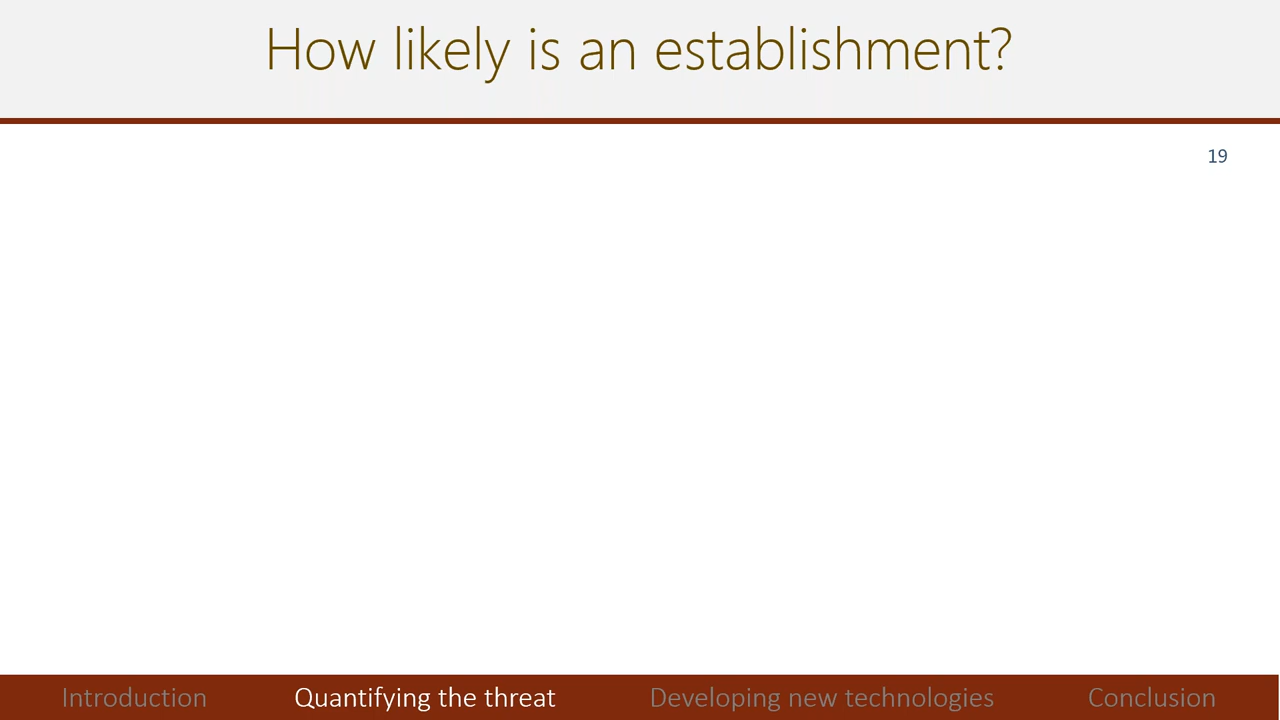 How likely is an establishment?
19
Introduction Quantifying the threat Developing new technologies Conclusion